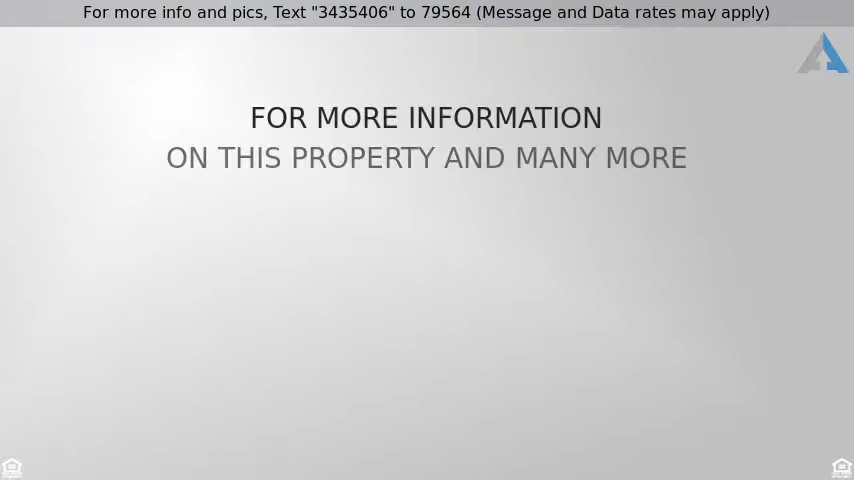 For more info and pics, Text "3435406" to 79564 (Message and Data rates may apply)
FOR MORE INFORMATION
ON THIS PROPERTY AND MANY MORE